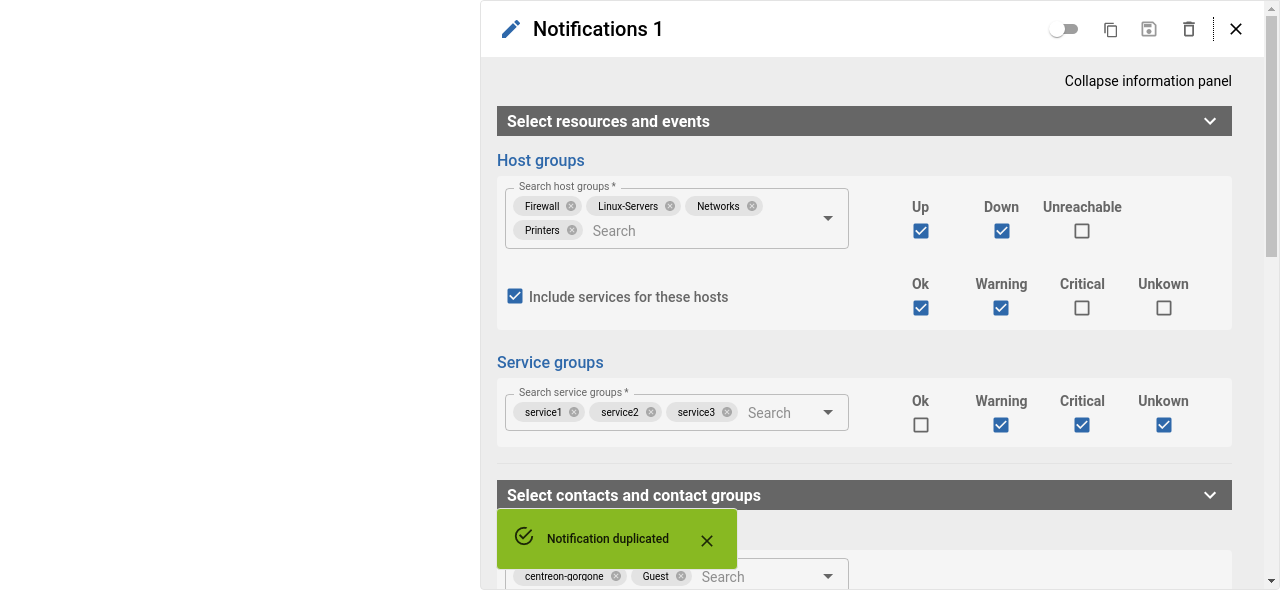 Notifications 1
Collapse information panel
Select resources and events
Host groups
Search host groups *
Firewall Linux-Servers Networks
Printers Search
Up Down Unreachable
Include services for these hosts
Ok Warning Critical Unkown
Service groups
Search service groups *
service1 service2 service3 Search
Ok Warning Critical Unkown
Select contacts and contact groups
Notification duplicated
centreon-gorgone Guest Search